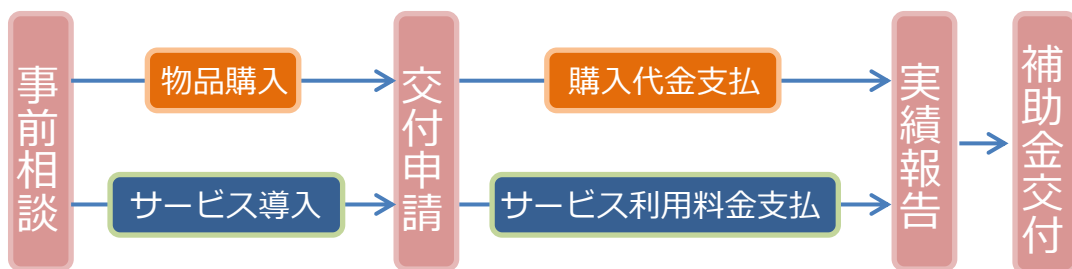 事前相談
物品購入
サービス導入
交付申請
購入代金支払
サービス利用料金支払
実績報告
補助金交付